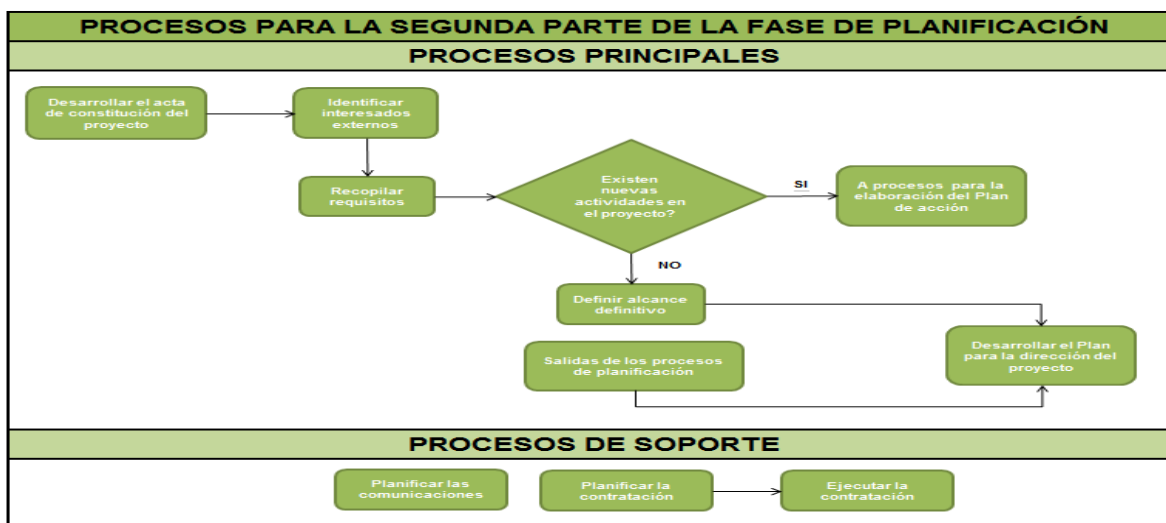 PROCESOS PARA LA SEGUNDA PARTE DE LA FASE DE PLANIFICACIÓN
PROCESOS PRINCIPALES
Desarrollar el acta
de constitución del
proyecto
Identificar
interesados
externos
Recopilar
requisitos
Existen
nuevas
actividades en
el proyecto?
SI
A procesos para la
elaboración del Plan
de acción
NO
Definir alcance
definitivo
Salidas de los procesos
de planificación
Desarrollar el Plan
para la dirección del
proyecto
PROCESOS DE SOPORTE
Planificar las
comunicaciones
Planificar la
contratación
Ejecutar la
contratación